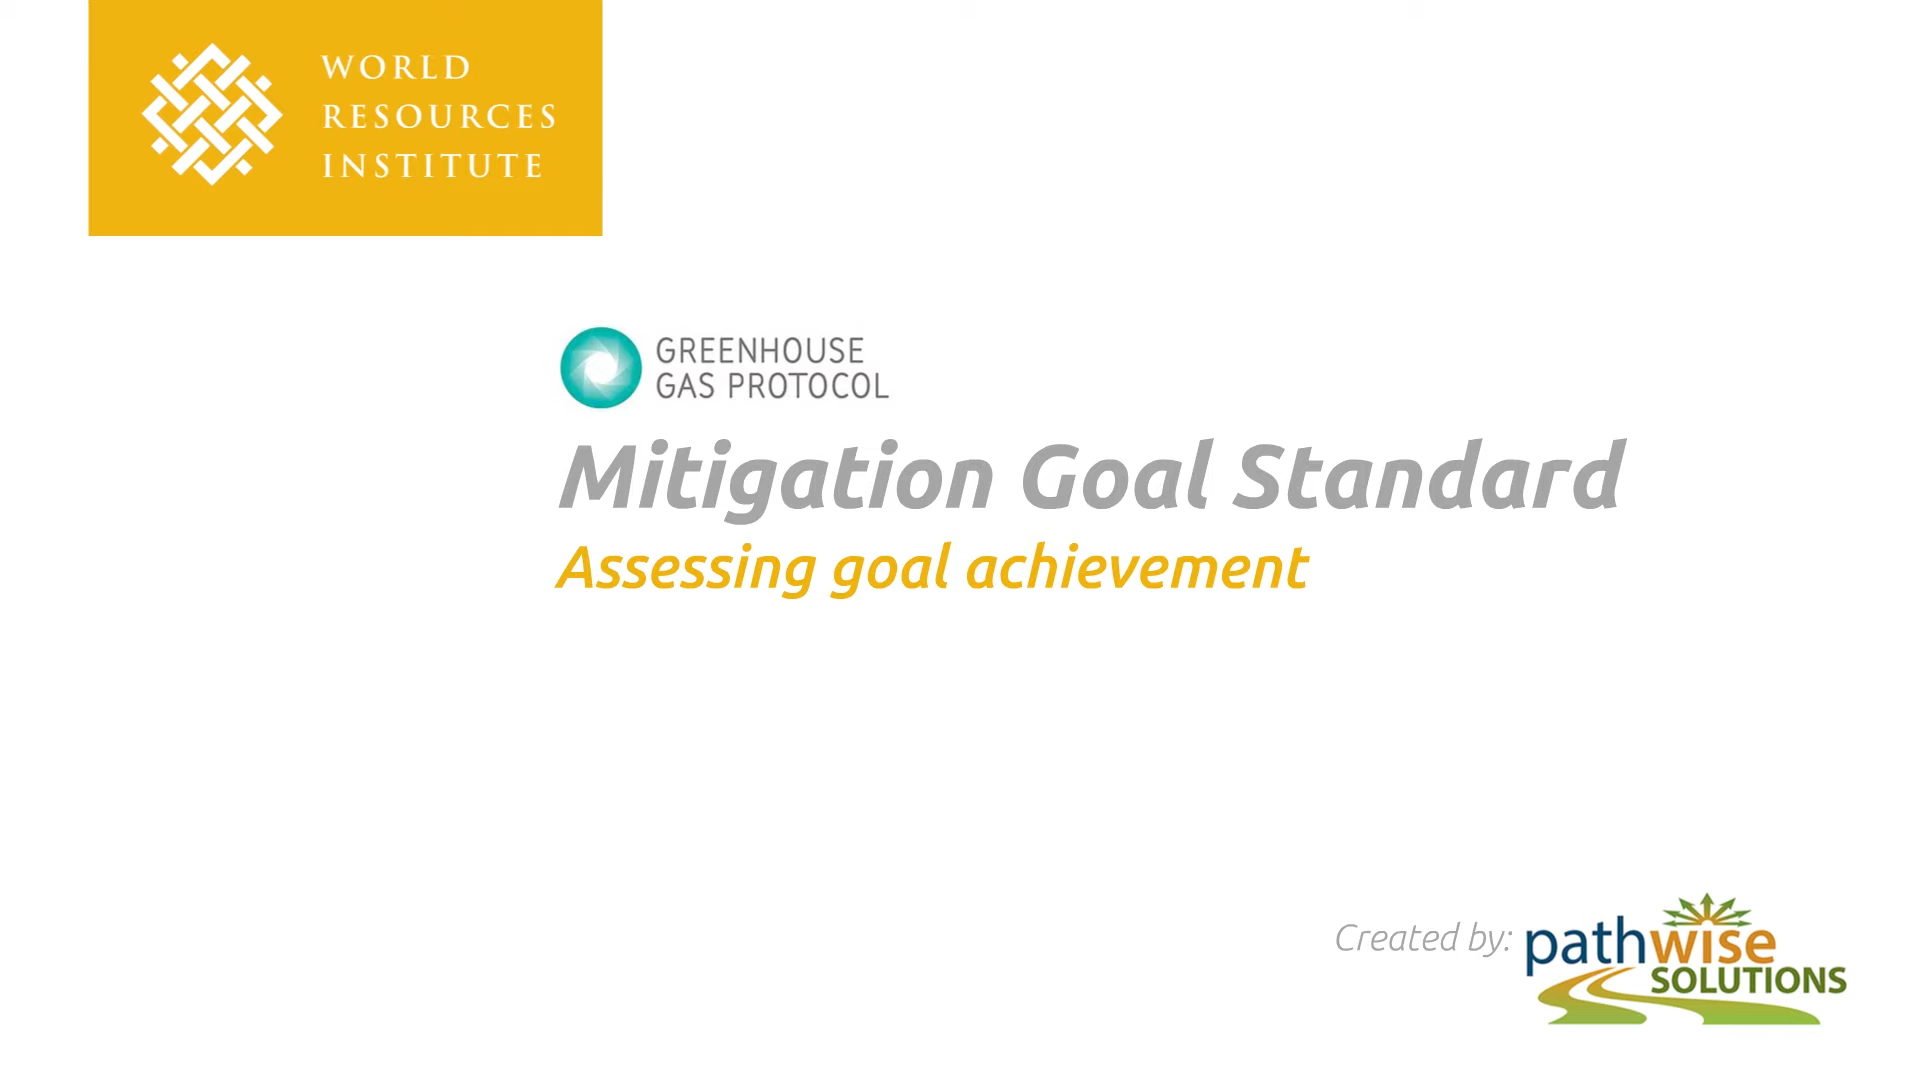 WORLD
RESOURCES
INSTITUTE
GREENHOUSE
GAS PROTOCOL
Mitigation Goal Standard
Assessing goal achievement
Created by:
pathwise
SOLUTIONS